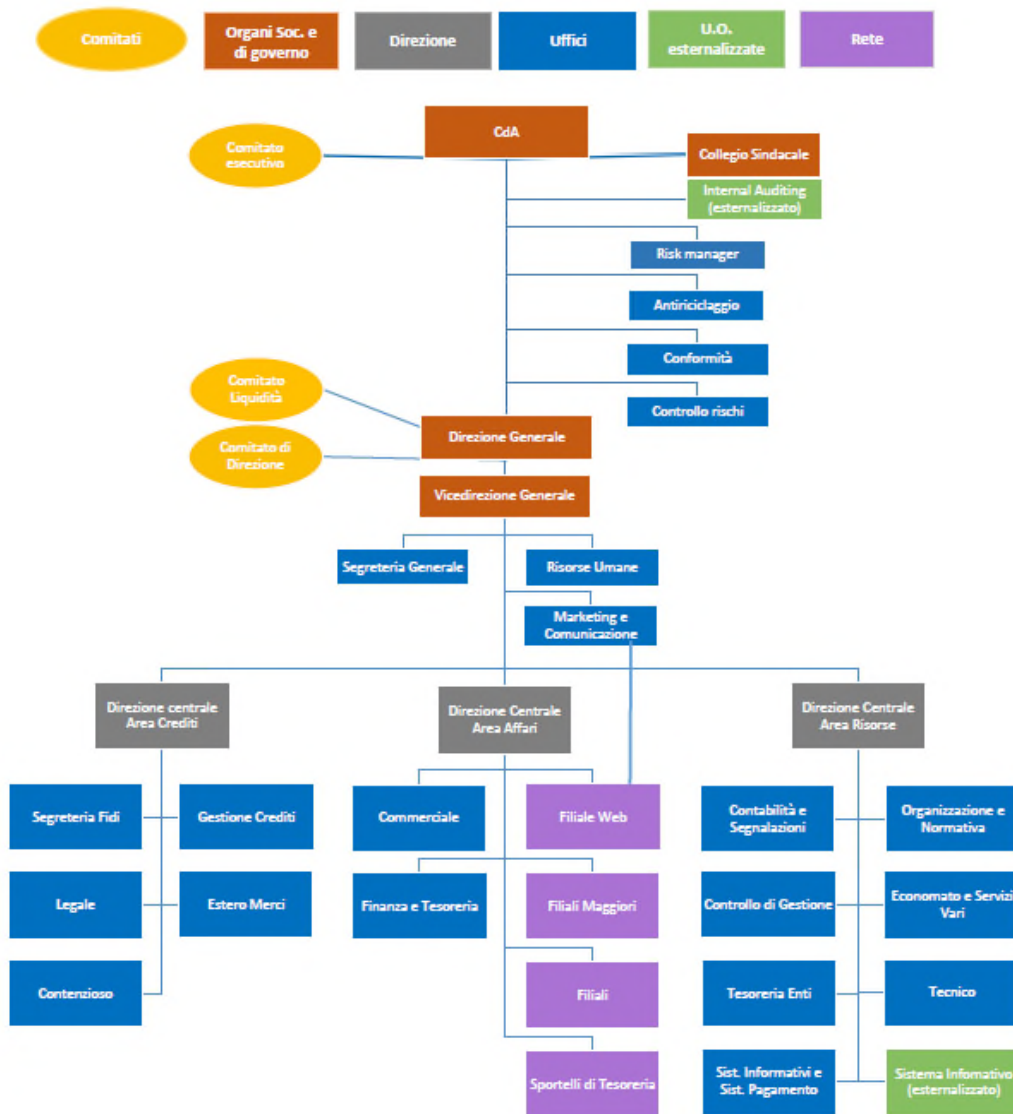 Comitati
Organi Soc. e
di governo
Direzione
Uffici
U.O.
esternalizzate
Rete
CdA
Comitato
esecutivo
Collegio Sindacale
Internal Auditing
(esternalizzato)
Risk manager
Antiriciclaggio
Conformità
Comitato
Liquidità
Controllo rischi
Direzione Generale
Comitato di
Direzione
Vicedirezione Generale
Segreteria Generale
Risorse Umane
Marketing e
Comunicazione
Direzione centrale
Area Crediti
Direzione Centrale
Area Affari
Direzione Centrale
Area Risorse
Segreteria Fidi
Gestione Crediti
Commerciale
Filiale Web
Contabilità e
Segnalazioni
Organizzazione e
Normativa
Legale
Estero Merci
Finanza e Tesoreria
Filiali Maggiori
Controllo di Gestione
Economato e Servizi
Vari
Contenzioso
Filiali
Tesoreria Enti
Tecnico
Sportelli di Tesoreria
Sist. Informativi e
Sist. Pagamento
Sistema Infomativo
(esternalizzato)